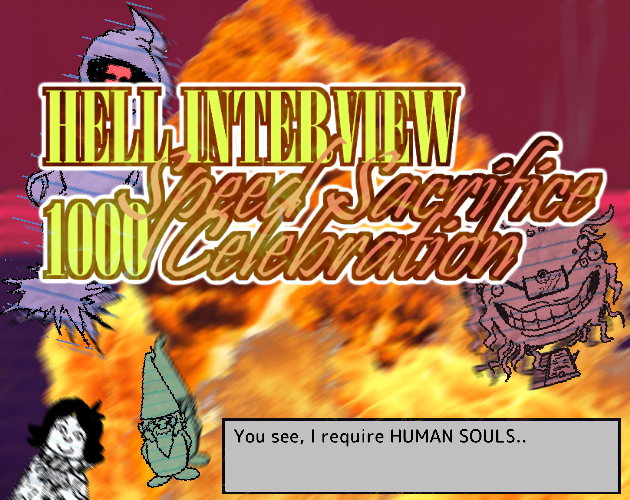 HELL INTERVIEW
Speed Sacrifice
1000 Celebration
You see, I require HUMAN SOULS..